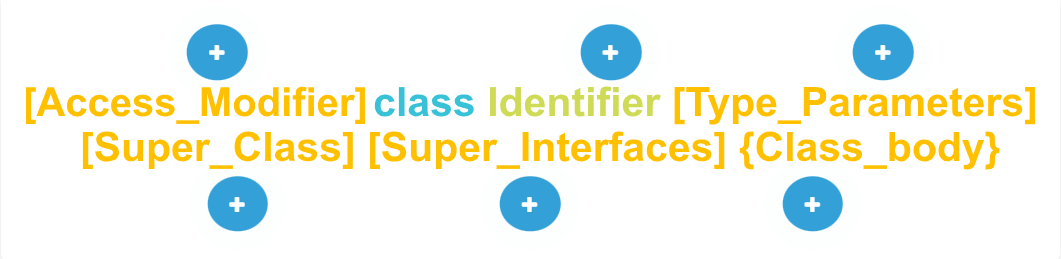 [Access_Modifier] class Identifier [Type_Parameters]
[Super_Class] [Super_Interfaces] {Class_body}